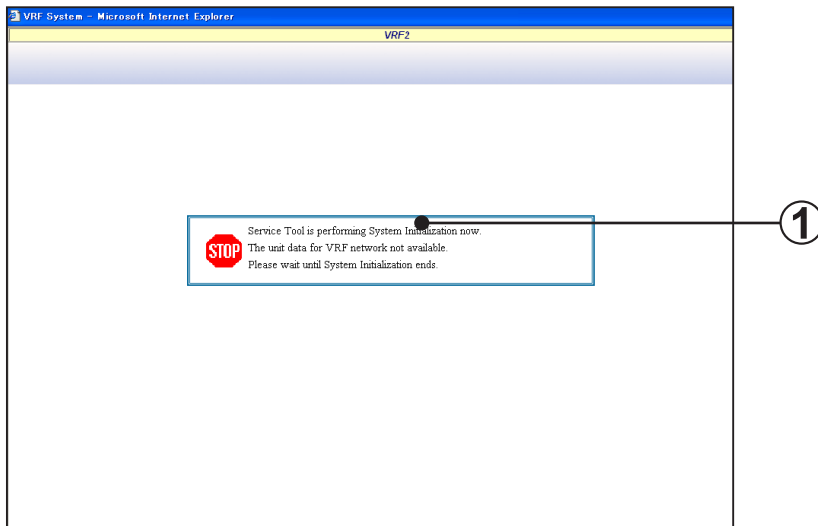 VRF System - Microsoft Internet Explorer
VRF2
Service Tool is performing System Initialization now.
STOP
The unit data for VRF network not available.
Please wait until System Initialization ends.
1